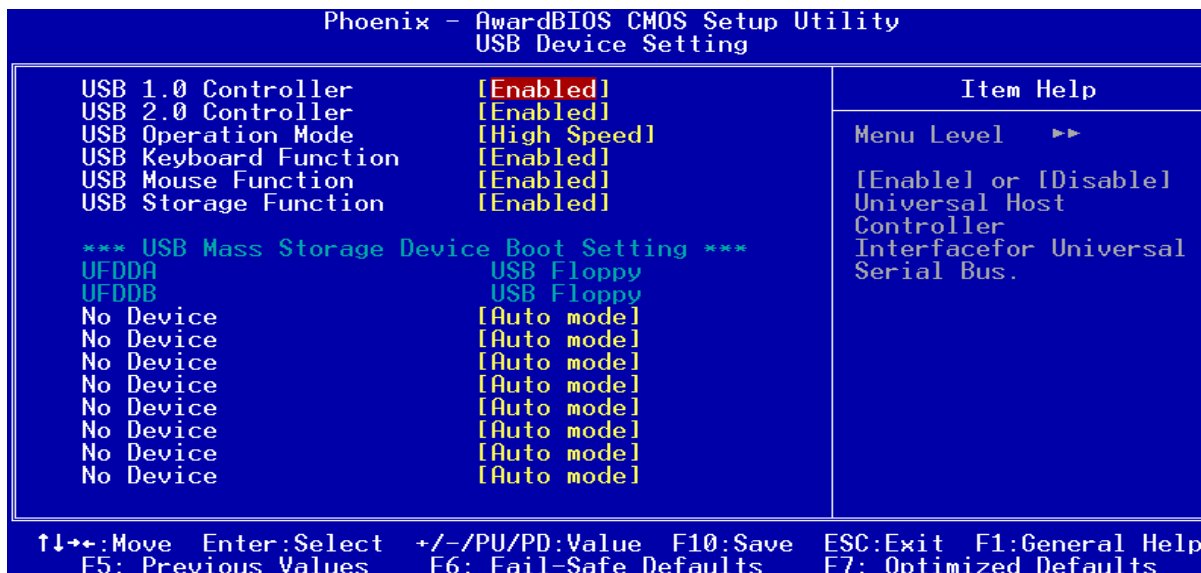 Phoenix - AwardBIOS CMOS Setup Utility
USB Device Setting
USB 1.0 Controller [Enabled]
USB 2.0 Controller [Enabled]
USB Operation Mode [High Speed]
USB Keyboard Function [Enabled]
USB Mouse Function [Enabled]
USB Storage Function [Enabled]
*** USB Mass Storage Device Boot Setting ***
UFDDA USB Floppy
UFDDB USB Floppy
No Device [Auto mode]
No Device [Auto mode]
No Device [Auto mode]
No Device [Auto mode]
No Device [Auto mode]
No Device [Auto mode]
No Device [Auto mode]
No Device [Auto mode]
Item Help
Menu Level ►►
[Enable] or [Disable]
Universal Host
Controller
Interfacefor Universal
Serial Bus.
↑↓→←:Move Enter:Select +/-/PU/PD:Value F10:Save ESC:Exit F1:General Help
F5: Previous Values F6: Fail-Safe Defaults F7: Optimized Defaults